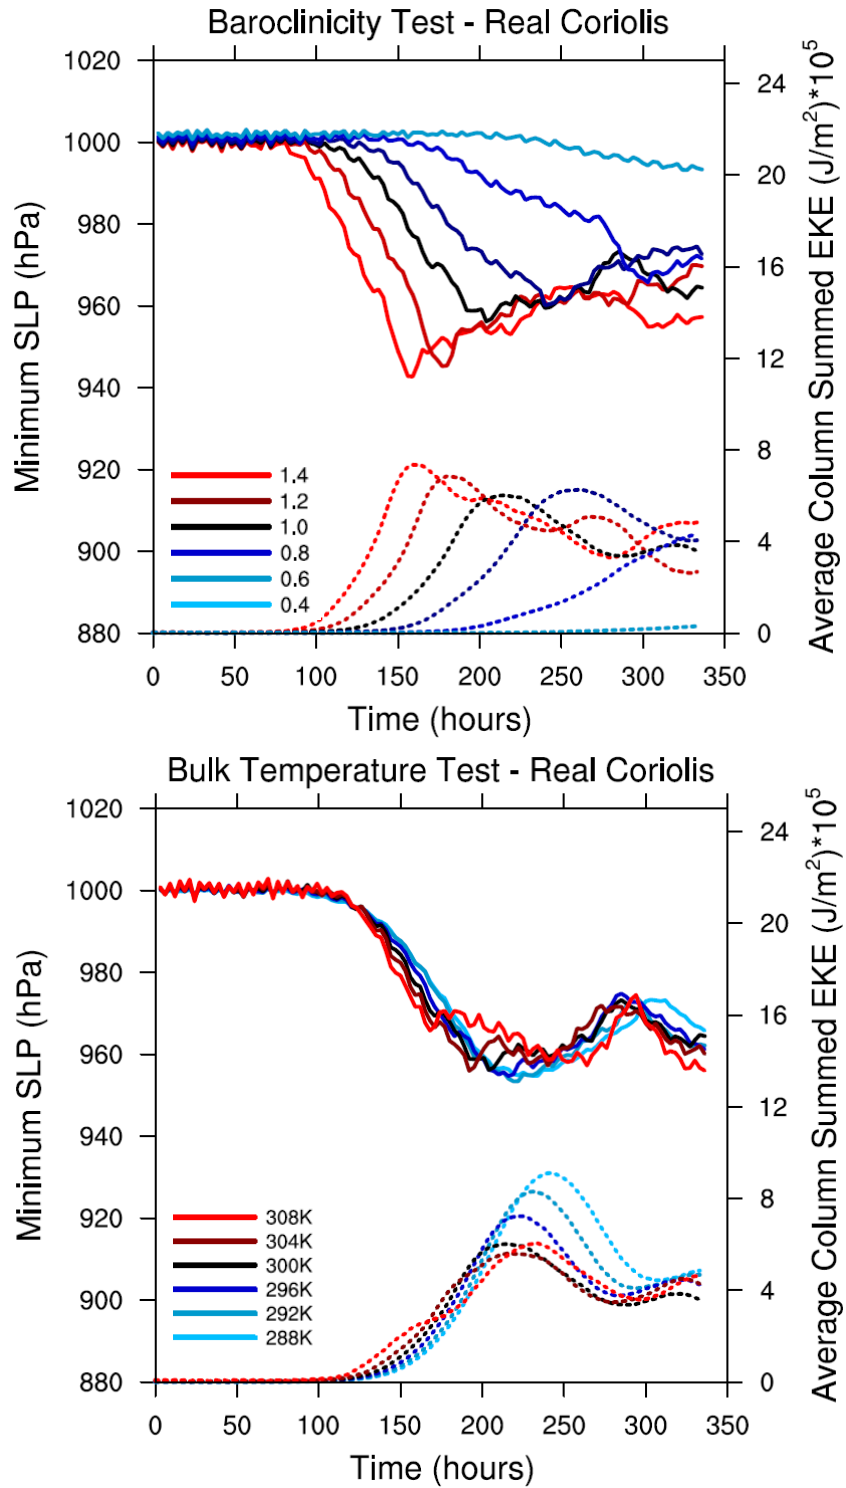 Baroclinicity Test - Real Coriolis
1020
1000
980
960
940
920
900
880
Minimum SLP (hPa)
24
20
16
12
8
4
0
Average Column Summed EKE (J/m²)*10⁵
1.4
1.2
1.0
0.8
0.6
0.4
0 50 100 150 200 250 300 350
Time (hours)
Bulk Temperature Test - Real Coriolis
1020
1000
980
960
940
920
900
880
Minimum SLP (hPa)
24
20
16
12
8
4
0
Average Column Summed EKE (J/m²)*10⁵
308K
304K
300K
296K
292K
288K
0 50 100 150 200 250 300 350
Time (hours)